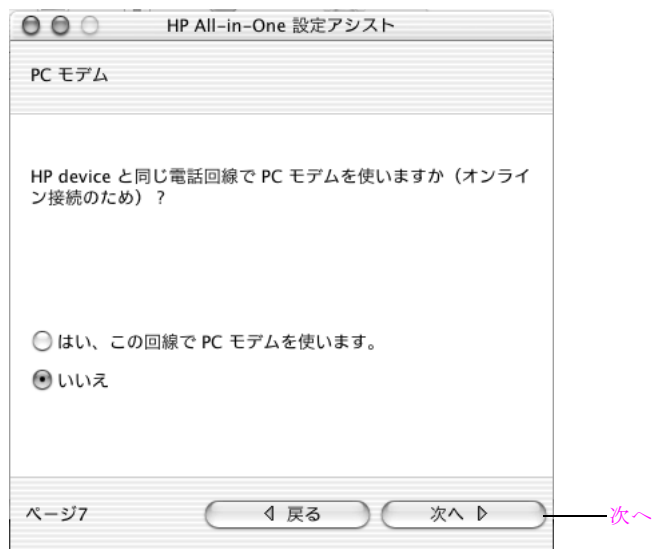 HP All-in-One 設定アシスト
PC モデム
HP device と同じ電話回線で PC モデムを使いますか（オンライ
ン接続のため）？
はい、この回線で PC モデムを使います。
いいえ
ページ7
戻る
次へ
次へ